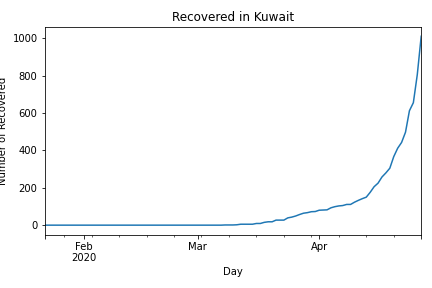 Recovered in Kuwait
Number of Recovered
1000
800
600
400
200
0
Feb
2020
Mar
Apr
Day